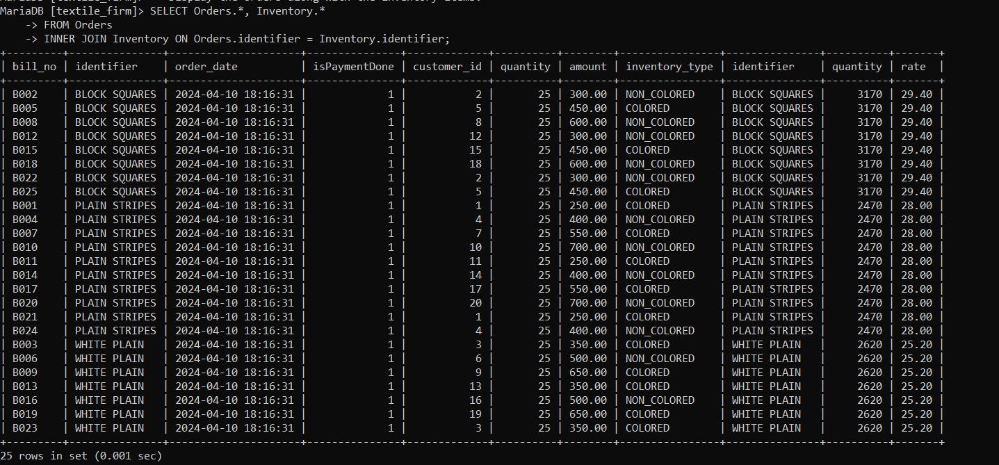 MariaDB [textile_firm]> SELECT Orders.*, Inventory.*
    -> FROM Orders
    -> INNER JOIN Inventory ON Orders.identifier = Inventory.identifier;
+---------+---------------+---------------------+---------------+-------------+----------+--------+----------------+---------------+----------+-------+
| bill_no | identifier    | order_date          | isPaymentDone | customer_id | quantity | amount | inventory_type | identifier    | quantity | rate  |
+---------+---------------+---------------------+---------------+-------------+----------+--------+----------------+---------------+----------+-------+
| B002    | BLOCK SQUARES | 2024-04-10 18:16:31 |             1 |           2 |       25 | 300.00 | NON_COLORED    | BLOCK SQUARES |     3170 | 29.40 |
| B005    | BLOCK SQUARES | 2024-04-10 18:16:31 |             1 |           5 |       25 | 450.00 | COLORED        | BLOCK SQUARES |     3170 | 29.40 |
| B008    | BLOCK SQUARES | 2024-04-10 18:16:31 |             1 |           8 |       25 | 600.00 | NON_COLORED    | BLOCK SQUARES |     3170 | 29.40 |
| B012    | BLOCK SQUARES | 2024-04-10 18:16:31 |             1 |          12 |       25 | 300.00 | NON_COLORED    | BLOCK SQUARES |     3170 | 29.40 |
| B015    | BLOCK SQUARES | 2024-04-10 18:16:31 |             1 |          15 |       25 | 450.00 | COLORED        | BLOCK SQUARES |     3170 | 29.40 |
| B018    | BLOCK SQUARES | 2024-04-10 18:16:31 |             1 |          18 |       25 | 600.00 | NON_COLORED    | BLOCK SQUARES |     3170 | 29.40 |
| B022    | BLOCK SQUARES | 2024-04-10 18:16:31 |             1 |           2 |       25 | 300.00 | NON_COLORED    | BLOCK SQUARES |     3170 | 29.40 |
| B025    | BLOCK SQUARES | 2024-04-10 18:16:31 |             1 |           5 |       25 | 450.00 | COLORED        | BLOCK SQUARES |     3170 | 29.40 |
| B001    | PLAIN STRIPES | 2024-04-10 18:16:31 |             1 |           1 |       25 | 250.00 | COLORED        | PLAIN STRIPES |     2470 | 28.00 |
| B004    | PLAIN STRIPES | 2024-04-10 18:16:31 |             1 |           4 |       25 | 400.00 | NON_COLORED    | PLAIN STRIPES |     2470 | 28.00 |
| B007    | PLAIN STRIPES | 2024-04-10 18:16:31 |             1 |           7 |       25 | 550.00 | COLORED        | PLAIN STRIPES |     2470 | 28.00 |
| B010    | PLAIN STRIPES | 2024-04-10 18:16:31 |             1 |          10 |       25 | 700.00 | NON_COLORED    | PLAIN STRIPES |     2470 | 28.00 |
| B011    | PLAIN STRIPES | 2024-04-10 18:16:31 |             1 |          11 |       25 | 250.00 | COLORED        | PLAIN STRIPES |     2470 | 28.00 |
| B014    | PLAIN STRIPES | 2024-04-10 18:16:31 |             1 |          14 |       25 | 400.00 | NON_COLORED    | PLAIN STRIPES |     2470 | 28.00 |
| B017    | PLAIN STRIPES | 2024-04-10 18:16:31 |             1 |          17 |       25 | 550.00 | COLORED        | PLAIN STRIPES |     2470 | 28.00 |
| B020    | PLAIN STRIPES | 2024-04-10 18:16:31 |             1 |          20 |       25 | 700.00 | NON_COLORED    | PLAIN STRIPES |     2470 | 28.00 |
| B021    | PLAIN STRIPES | 2024-04-10 18:16:31 |             1 |           1 |       25 | 250.00 | COLORED        | PLAIN STRIPES |     2470 | 28.00 |
| B024    | PLAIN STRIPES | 2024-04-10 18:16:31 |             1 |           4 |       25 | 400.00 | NON_COLORED    | PLAIN STRIPES |     2470 | 28.00 |
| B003    | WHITE PLAIN   | 2024-04-10 18:16:31 |             1 |           3 |       25 | 350.00 | COLORED        | WHITE PLAIN   |     2620 | 25.20 |
| B006    | WHITE PLAIN   | 2024-04-10 18:16:31 |             1 |           6 |       25 | 500.00 | NON_COLORED    | WHITE PLAIN   |     2620 | 25.20 |
| B009    | WHITE PLAIN   | 2024-04-10 18:16:31 |             1 |           9 |       25 | 650.00 | COLORED        | WHITE PLAIN   |     2620 | 25.20 |
| B013    | WHITE PLAIN   | 2024-04-10 18:16:31 |             1 |          13 |       25 | 350.00 | COLORED        | WHITE PLAIN   |     2620 | 25.20 |
| B016    | WHITE PLAIN   | 2024-04-10 18:16:31 |             1 |          16 |       25 | 500.00 | NON_COLORED    | WHITE PLAIN   |     2620 | 25.20 |
| B019    | WHITE PLAIN   | 2024-04-10 18:16:31 |             1 |          19 |       25 | 650.00 | COLORED        | WHITE PLAIN   |     2620 | 25.20 |
| B023    | WHITE PLAIN   | 2024-04-10 18:16:31 |             1 |           3 |       25 | 350.00 | COLORED        | WHITE PLAIN   |     2620 | 25.20 |
+---------+---------------+---------------------+---------------+-------------+----------+--------+----------------+---------------+----------+-------+
25 rows in set (0.001 sec)